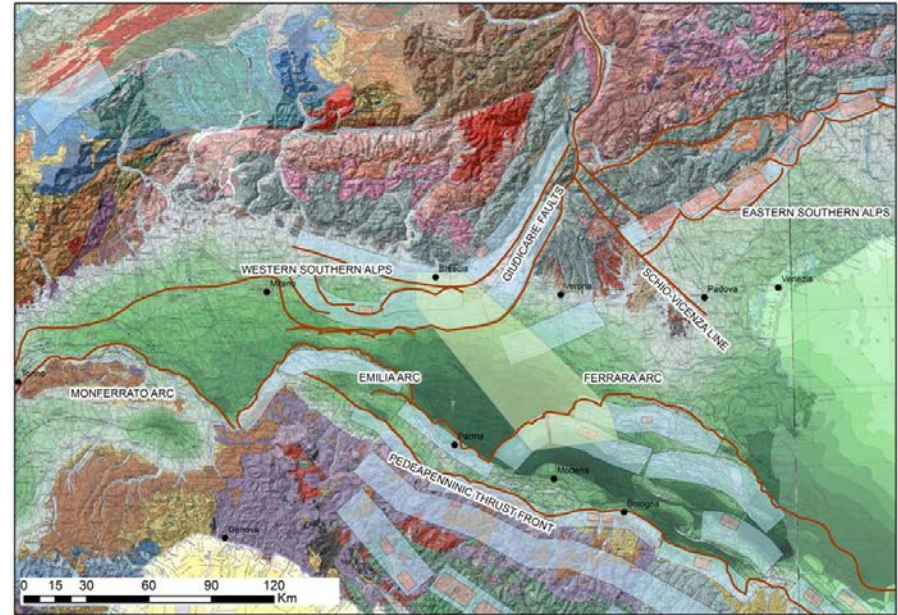 EASTERN SOUTHERN ALPS
GIUDICARIE FAULTS
WESTERN SOUTHERN ALPS
Brescia
Milano
Verona
SCHIO-VICENZA LINE
Padova
Venezia
Torino
MONFERRATO ARC
EMILIA ARC
FERRARA ARC
Parma
PEDEAPENNINIC THRUST FRONT
Modena
Bologna
Genova
0 15 30 60 90 120
Km